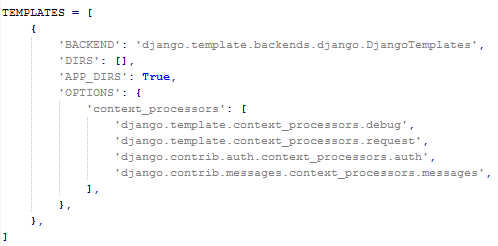 TEMPLATES = [
    {
        'BACKEND': 'django.template.backends.django.DjangoTemplates',
        'DIRS': [],
        'APP_DIRS': True,
        'OPTIONS': {
            'context_processors': [
                'django.template.context_processors.debug',
                'django.template.context_processors.request',
                'django.contrib.auth.context_processors.auth',
                'django.contrib.messages.context_processors.messages',
            ],
        },
    },
]